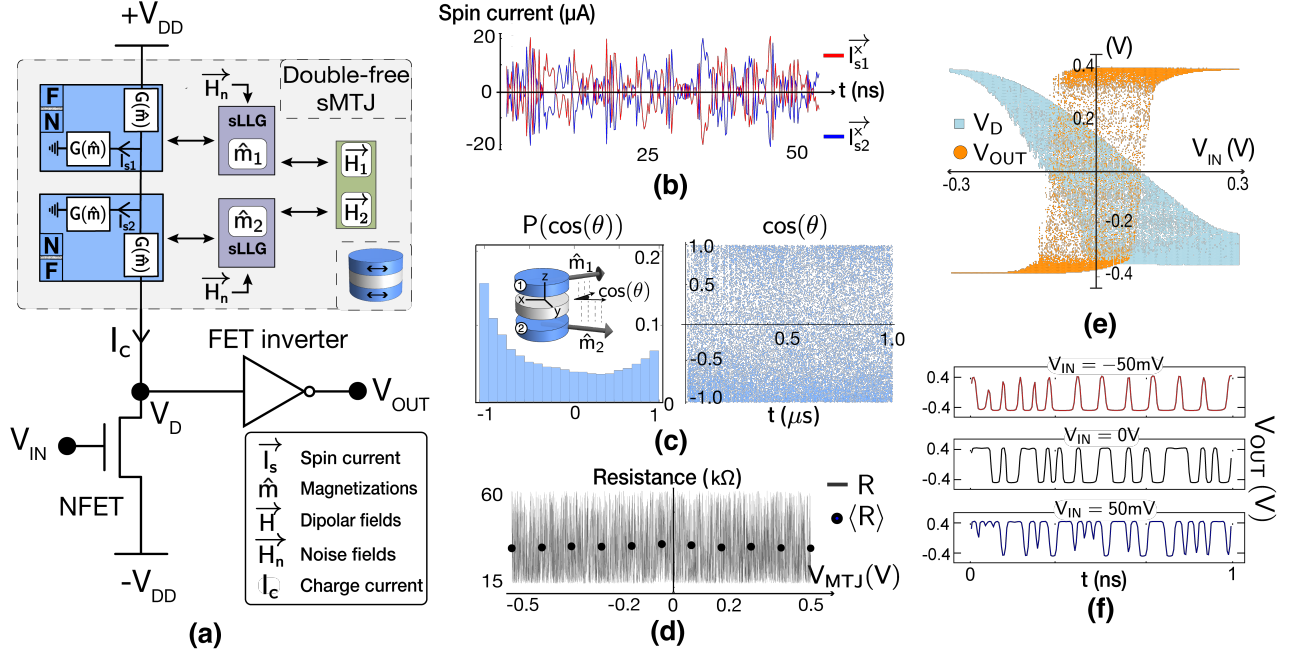 +V_DD
Double-free
sMTJ
F
N
G(m̂)
G(m̂)
I_s1
H_n→
sLLG
m̂_1
H_1→
H_2→
G(m̂)
I_s2
N
F
G(m̂)
m̂_2
sLLG
H_n→
I_c
FET inverter
V_D
V_OUT
V_IN
NFET
-V_DD
I_s→ Spin current
m̂ Magnetizations
H→ Dipolar fields
H_n→ Noise fields
I_c Charge current
(a)
Spin current (µA)
20
0
-20
25
50
t (ns)
I_s1^x→
I_s2^x→
(b)
P(cos(θ))
0.2
0.1
-1
0
1
m̂_1
z
1
x
y
cos(θ)
2
m̂_2
cos(θ)
1.0
0.5
-0.5
-1.0
0.5
1.0
t (μs)
(c)
Resistance (kΩ)
60
15
R
⟨R⟩
V_MTJ(V)
-0.5
-0.2
0
0.2
0.5
(d)
(V)
0.4
0.2
-0.2
-0.4
V_D
V_OUT
V_IN (V)
-0.3
0.3
(e)
V_IN = −50mV
0.4
-0.4
V_IN = 0V
0.4
-0.4
V_IN = 50mV
0.4
-0.4
V_OUT (V)
0
1
t (ns)
(f)